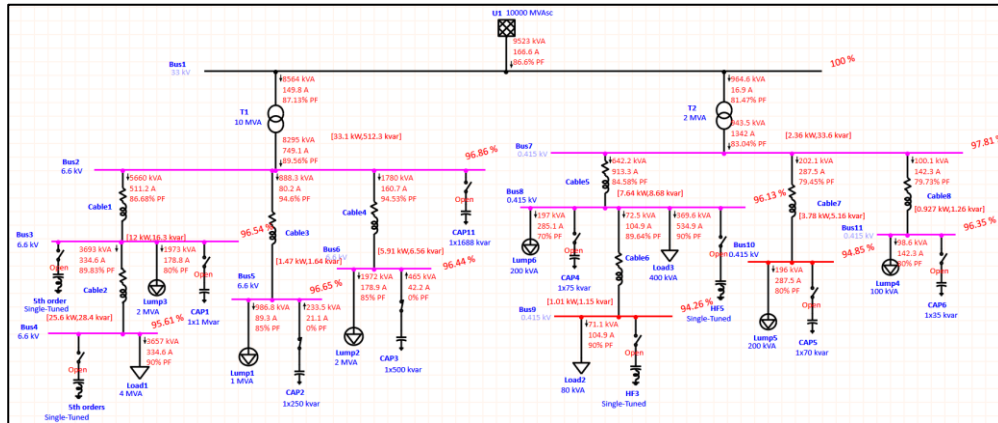 U1 10000 MVAsc
9523 kVA
166.6 A
86.6% PF
Bus1
33 kV
100 %
8564 kVA
149.8 A
87.13% PF
T1
10 MVA
8295 kVA
749.1 A
89.56% PF
[33.1 kW,512.3 kvar]
964.6 kVA
16.9 A
81.47% PF
T2
2 MVA
943.5 kVA
1342 A
83.04% PF
[2.36 kW,33.6 kvar]
Bus2
6.6 kV
96.86 %
5660 kVA
511.2 A
86.68% PF
Cable1
[12 kW,16.3 kvar]
888.3 kVA
80.2 A
94.6% PF
Cable3
[1.47 kW,1.64 kvar]
1780 kVA
160.7 A
94.53% PF
Cable4
[5.91 kW,6.56 kvar]
Open
CAP11
1x1688 kvar
Bus3
6.6 kV
96.54 %
Open
5th order
Single-Tuned
3693 kVA
334.6 A
89.83% PF
Cable2
[25.6 kW,28.4 kvar]
1973 kVA
178.8 A
80% PF
Lump3
2 MVA
Open
CAP1
1x1 Mvar
Bus4
6.6 kV
95.61 %
Open
5th orders
Single-Tuned
3657 kVA
334.6 A
90% PF
Load1
4 MVA
Bus5
6.6 kV
96.65 %
986.8 kVA
89.3 A
85% PF
Lump1
1 MVA
233.5 kVA
21.1 A
0% PF
CAP2
1x250 kvar
Bus6
6.6 kV
96.44 %
1972 kVA
178.9 A
85% PF
Lump2
2 MVA
465 kVA
42.2 A
0% PF
CAP3
1x500 kvar
Bus7
0.415 kV
97.81 %
642.2 kVA
913.3 A
84.58% PF
Cable5
[7.64 kW,8.68 kvar]
202.1 kVA
287.5 A
79.45% PF
Cable7
[3.78 kW,5.16 kvar]
100.1 kVA
142.3 A
79.73% PF
Cable8
[0.927 kW,1.26 kvar]
Bus8
0.415 kV
96.13 %
197 kVA
285.1 A
70% PF
Lump6
200 kVA
Open
CAP4
1x75 kvar
72.5 kVA
104.9 A
89.64% PF
Cable6
[1.01 kW,1.15 kvar]
369.6 kVA
534.9 A
90% PF
Load3
400 kVA
Open
HF5
Single-Tuned
Bus9
0.415 kV
94.26 %
71.1 kVA
104.9 A
90% PF
Load2
80 kVA
Open
HF3
Single-Tuned
Bus10
0.415 kV
94.85 %
196 kVA
287.5 A
80% PF
Lump5
200 kVA
Open
CAP5
1x70 kvar
Bus11
0.415 kV
96.35 %
98.6 kVA
142.3 A
80% PF
Lump4
100 kVA
Open
CAP6
1x35 kvar